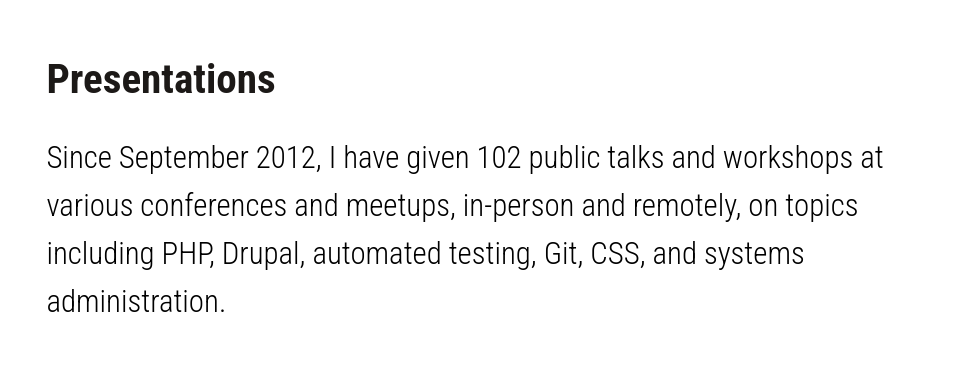 Presentations
Since September 2012, I have given 102 public talks and workshops at
various conferences and meetups, in-person and remotely, on topics
including PHP, Drupal, automated testing, Git, CSS, and systems
administration.